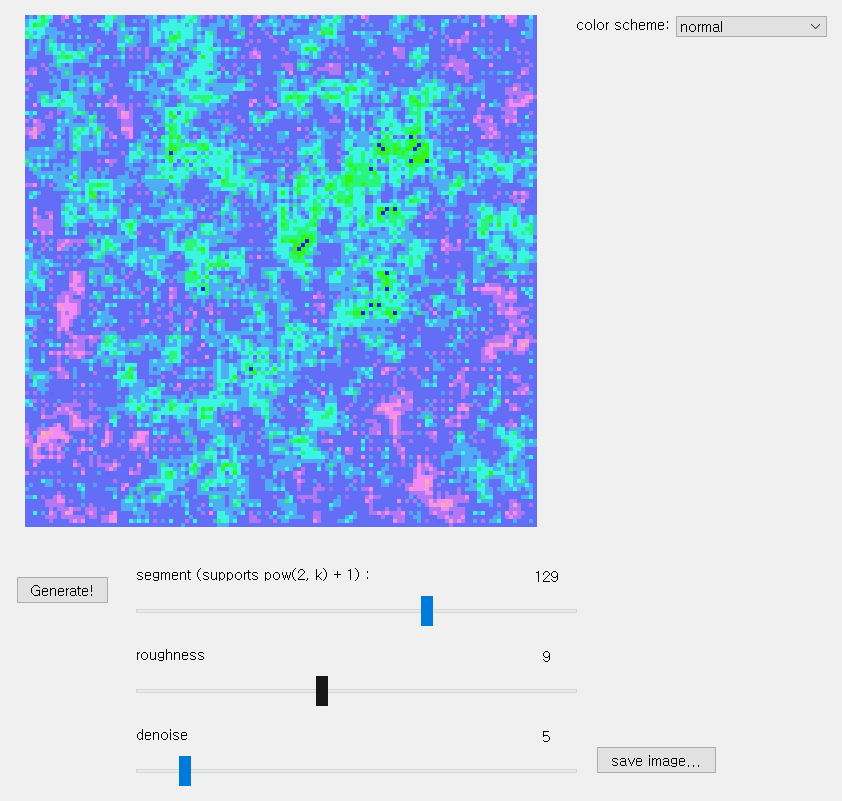 color scheme: normal
segment (supports pow(2, k) + 1) : 129
Generate!
roughness 9
denoise 5
save image...